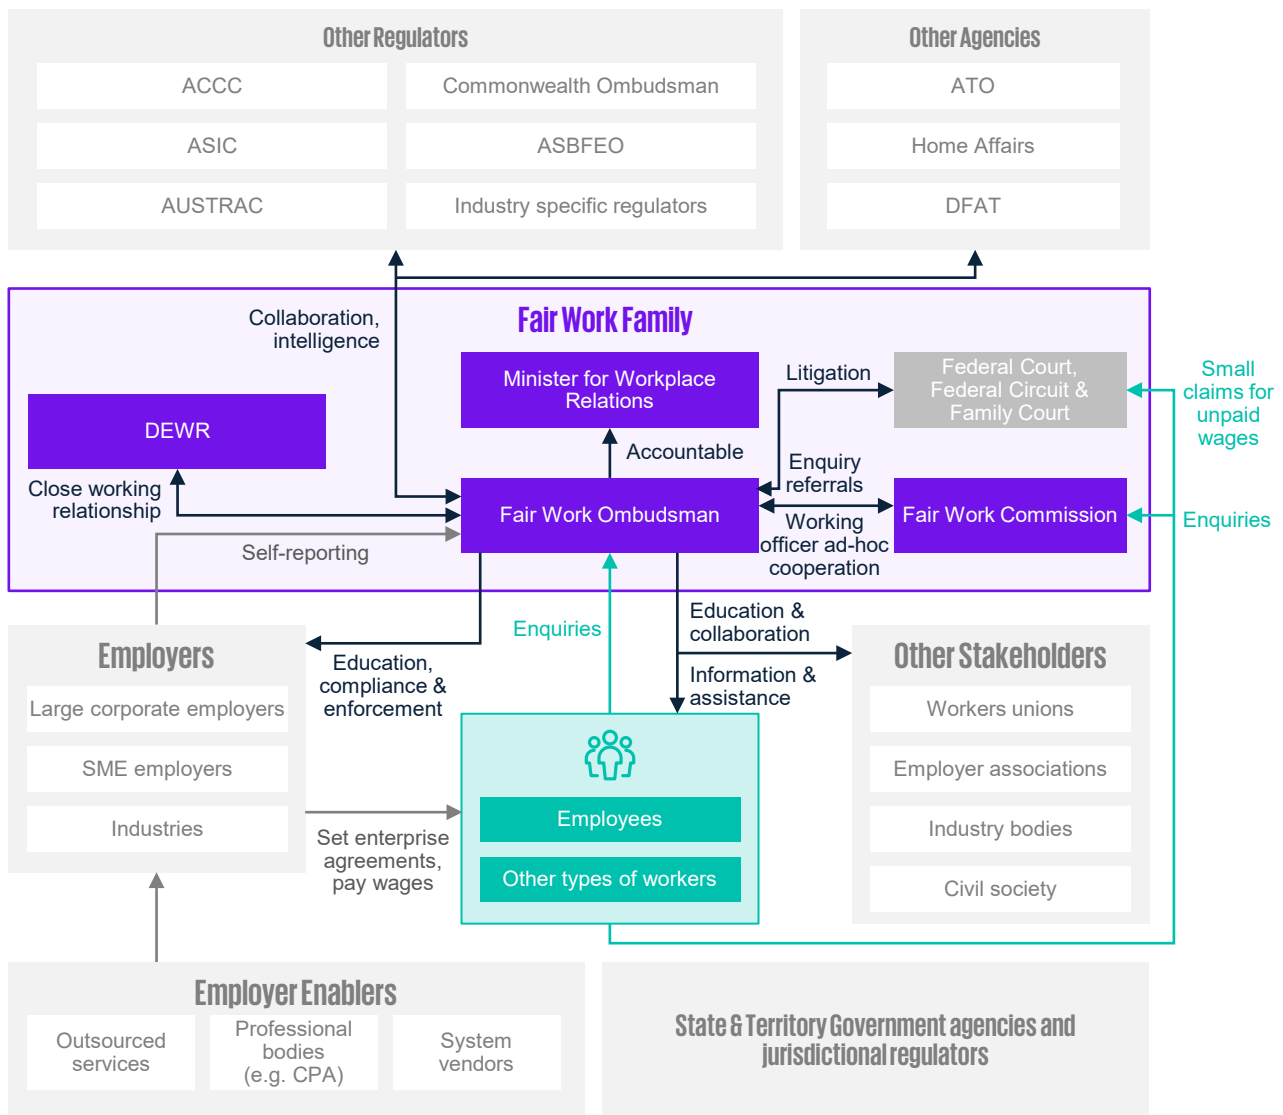 Other Regulators
ACCC
Commonwealth Ombudsman
ASIC
ASBFEO
AUSTRAC
Industry specific regulators
Other Agencies
ATO
Home Affairs
DFAT
Fair Work Family
Collaboration,
intelligence
Minister for Workplace
Relations
Litigation
Federal Court,
Federal Circuit &
Family Court
Small
claims for
unpaid
wages
DEWR
Accountable
Close working
relationship
Enquiry
referrals
Fair Work Ombudsman
Fair Work Commission
Enquiries
Working
officer ad-hoc
cooperation
Self-reporting
Enquiries
Education &
collaboration
Information &
assistance
Employers
Large corporate employers
SME employers
Industries
Education,
compliance &
enforcement
Other Stakeholders
Workers unions
Employer associations
Industry bodies
Civil society
Set enterprise
agreements,
pay wages
Employees
Other types of workers
Employer Enablers
Outsourced
services
Professional
bodies
(e.g. CPA)
System
vendors
State & Territory Government agencies and
jurisdictional regulators